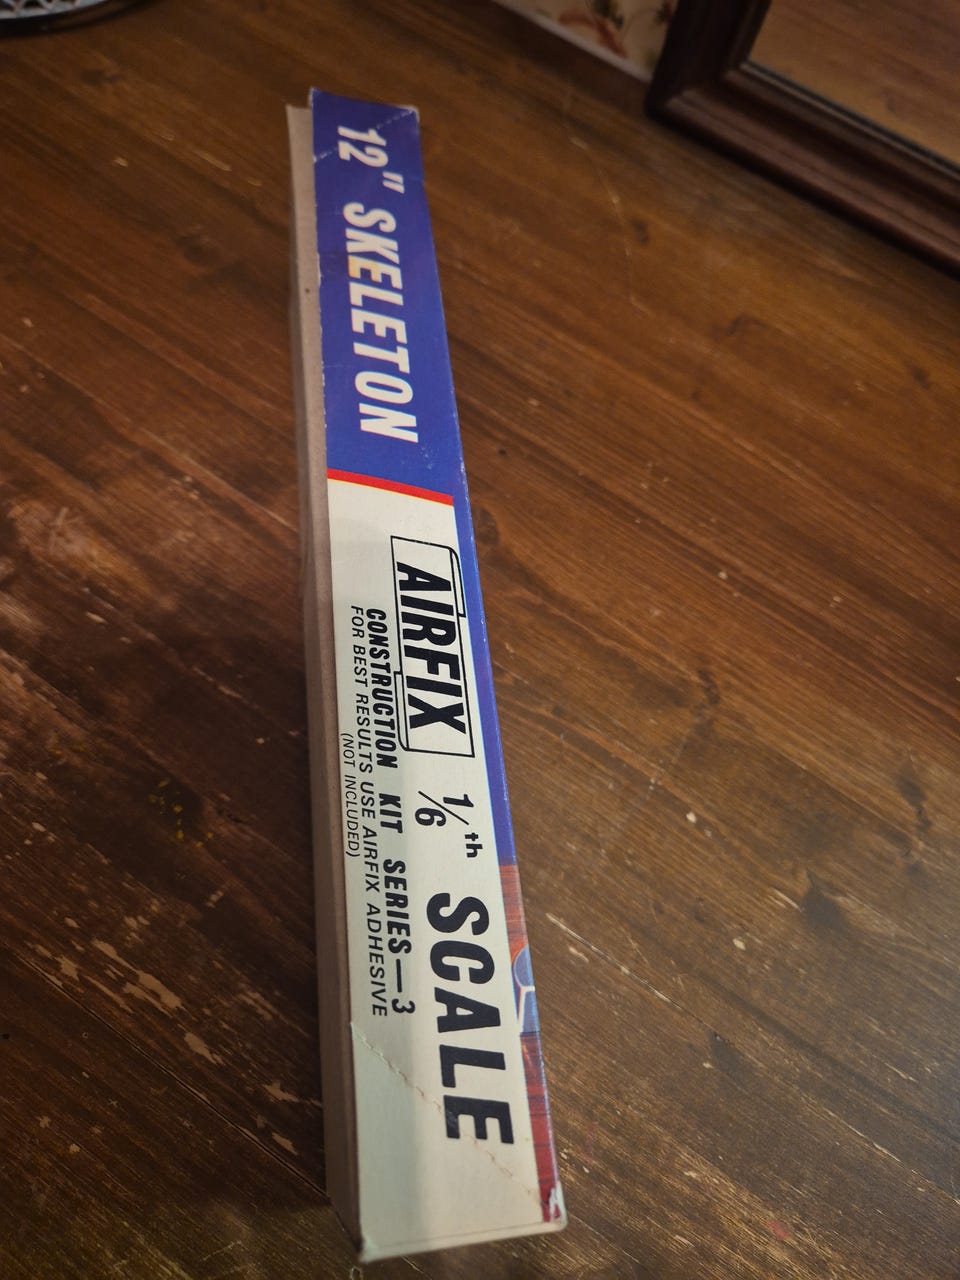 12" SKELETON
AIRFIX
1/6th SCALE
CONSTRUCTION KIT SERIES—3
FOR BEST RESULTS USE AIRFIX ADHESIVE
(NOT INCLUDED)